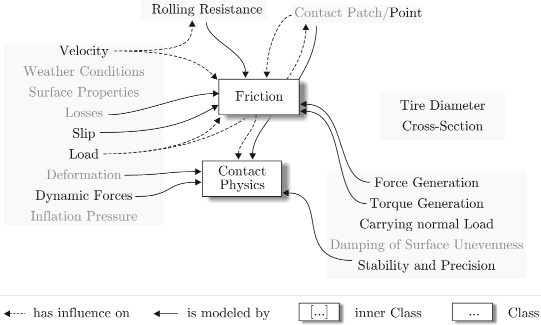 Rolling Resistance
Contact Patch/Point
Velocity
Weather Conditions
Surface Properties
Losses
Slip
Load
Deformation
Dynamic Forces
Inflation Pressure
Friction
Contact
Physics
Tire Diameter
Cross-Section
Force Generation
Torque Generation
Carrying normal Load
Damping of Surface Unevenness
Stability and Precision
has influence on
is modeled by
[...]
inner Class
...
Class